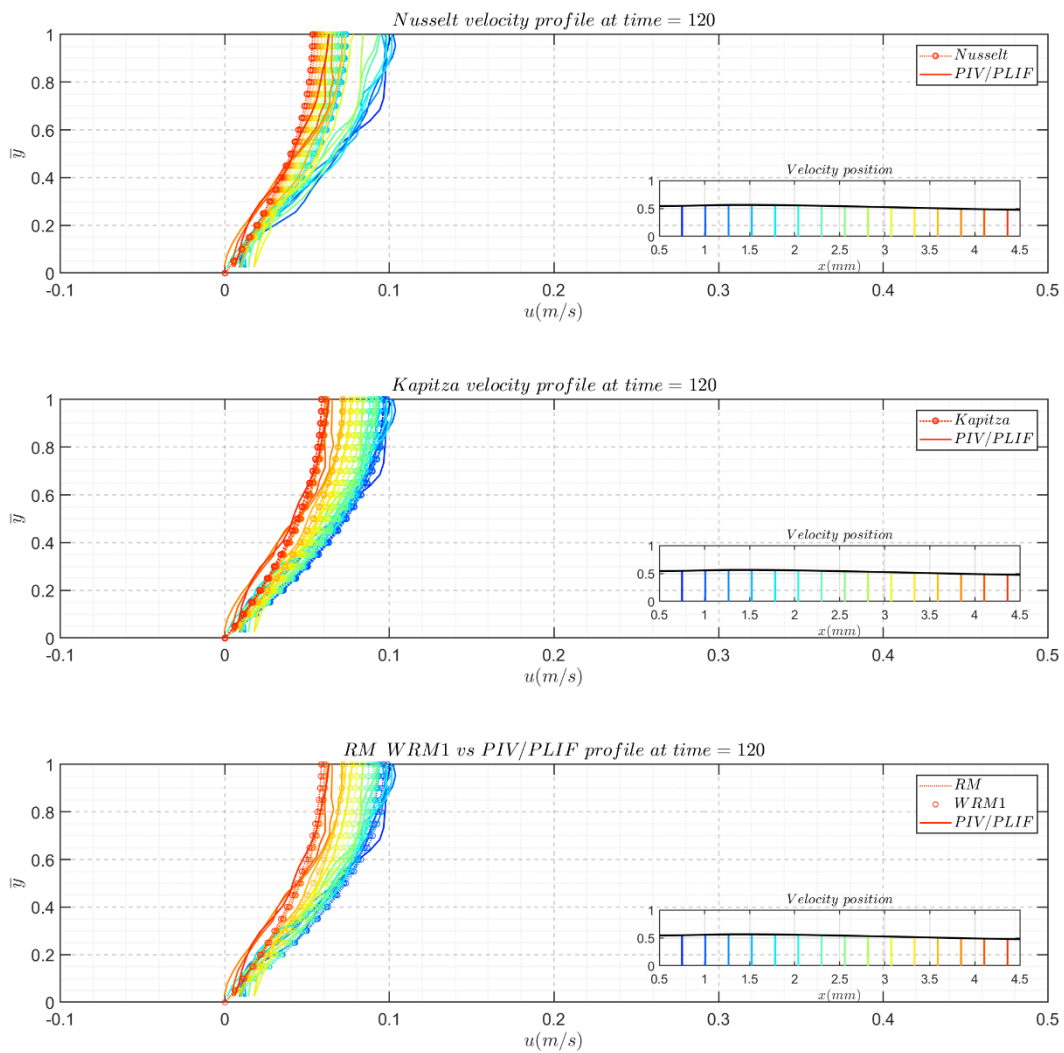 Nusselt velocity profile at time = 120
1
0.8
0.6
0.4
0.2
0
y̅
Nusselt
PIV/PLIF
Velocity position
1
0.5
0
0.5 1 1.5 2 2.5 3 3.5 4 4.5
x(mm)
-0.1 0 0.1 0.2 0.3 0.4 0.5
u(m/s)
Kapitza velocity profile at time = 120
1
0.8
0.6
0.4
0.2
0
y̅
Kapitza
PIV/PLIF
Velocity position
1
0.5
0
0.5 1 1.5 2 2.5 3 3.5 4 4.5
x(mm)
-0.1 0 0.1 0.2 0.3 0.4 0.5
u(m/s)
RM WRM1 vs PIV/PLIF profile at time = 120
1
0.8
0.6
0.4
0.2
0
y̅
RM
WRM1
PIV/PLIF
Velocity position
1
0.5
0
0.5 1 1.5 2 2.5 3 3.5 4 4.5
x(mm)
-0.1 0 0.1 0.2 0.3 0.4 0.5
u(m/s)